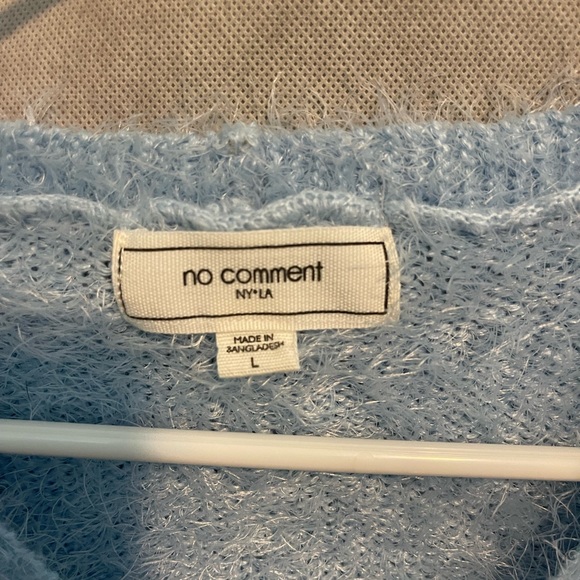 no comment
NY*LA
MADE IN
BANGLADESH
L